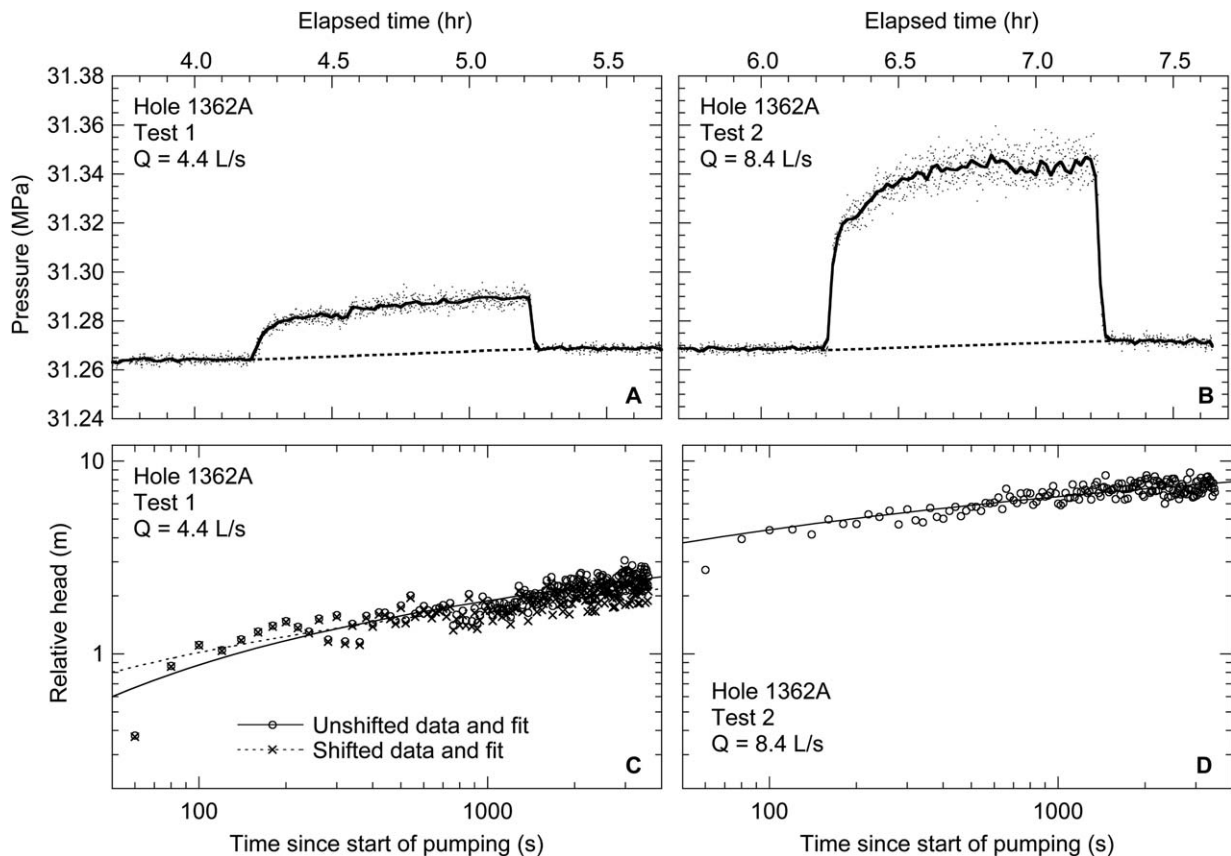 Elapsed time (hr)
4.0 4.5 5.0 5.5
Elapsed time (hr)
6.0 6.5 7.0 7.5
Pressure (MPa)
31.38
31.36
31.34
31.32
31.30
31.28
31.26
31.24
Hole 1362A
Test 1
Q = 4.4 L/s
A
Hole 1362A
Test 2
Q = 8.4 L/s
B
Relative head (m)
10
1
Hole 1362A
Test 1
Q = 4.4 L/s
Unshifted data and fit
Shifted data and fit
C
Hole 1362A
Test 2
Q = 8.4 L/s
D
100 1000
Time since start of pumping (s)
100 1000
Time since start of pumping (s)